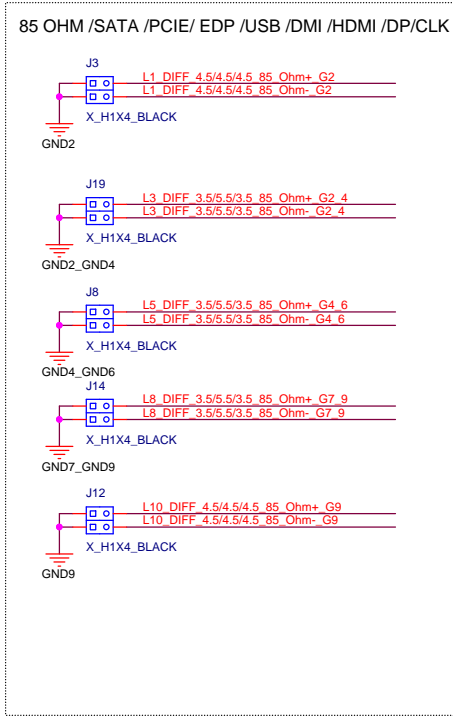 85 OHM /SATA /PCIE/ EDP /USB /DMI /HDMI /DP/CLK
J3
L1_DIFF_4.5/4.5/4.5_85_Ohm+_G2
L1_DIFF_4.5/4.5/4.5_85_Ohm-_G2
X_H1X4_BLACK
GND2
J19
L3_DIFF_3.5/5.5/3.5_85_Ohm+_G2_4
L3_DIFF_3.5/5.5/3.5_85_Ohm-_G2_4
X_H1X4_BLACK
GND2_GND4
J8
L5_DIFF_3.5/5.5/3.5_85_Ohm+_G4_6
L5_DIFF_3.5/5.5/3.5_85_Ohm-_G4_6
X_H1X4_BLACK
GND4_GND6
J14
L8_DIFF_3.5/5.5/3.5_85_Ohm+_G7_9
L8_DIFF_3.5/5.5/3.5_85_Ohm-_G7_9
X_H1X4_BLACK
GND7_GND9
J12
L10_DIFF_4.5/4.5/4.5_85_Ohm+_G9
L10_DIFF_4.5/4.5/4.5_85_Ohm-_G9
X_H1X4_BLACK
GND9